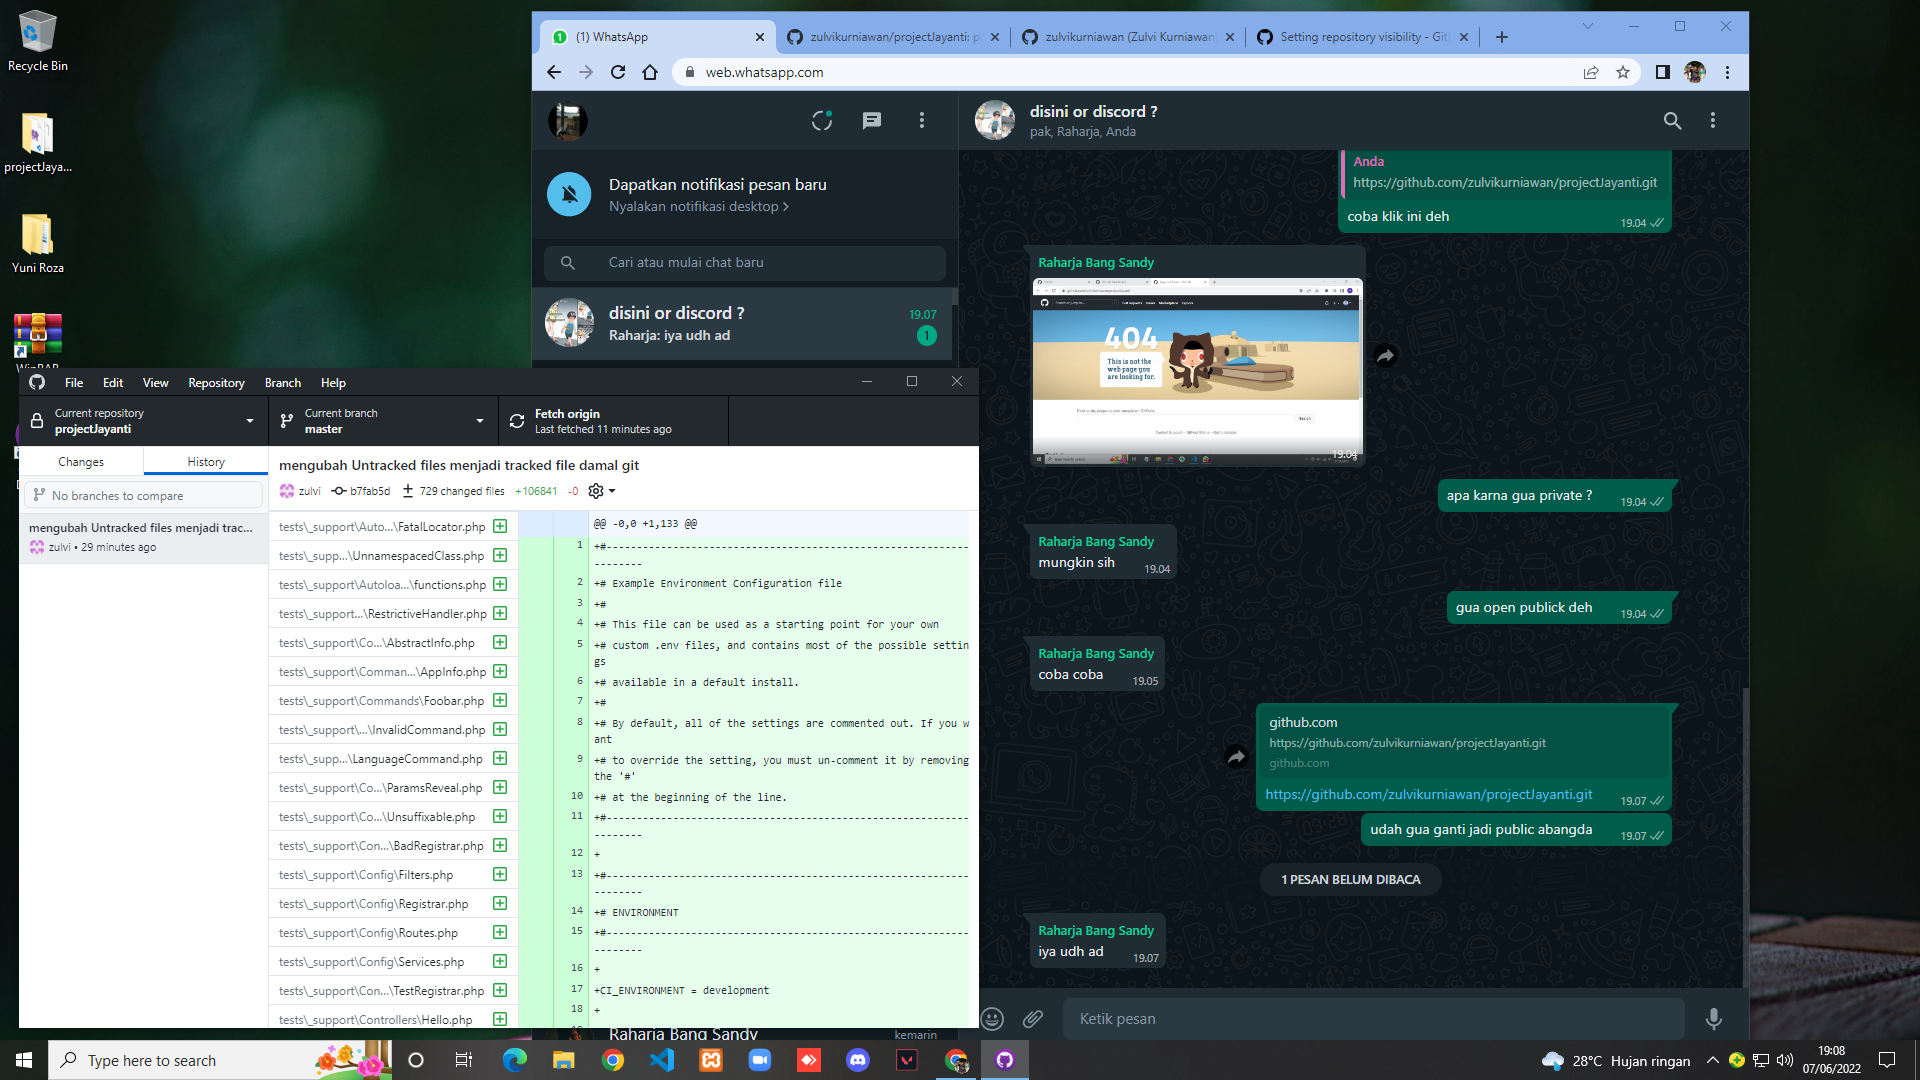 Recycle Bin
projectJaya...
Yuni Roza
(1) WhatsApp
zulvikurniawan/projectJayanti: p
zulvikurniawan (Zulvi Kurniawan
Setting repository visibility - Git
web.whatsapp.com
Dapatkan notifikasi pesan baru
Nyalakan notifikasi desktop
Cari atau mulai chat baru
disini or discord ?
19.07
Raharja: iya udh ad
1
disini or discord ?
pak, Raharja, Anda
Anda
https://github.com/zulvikurniawan/projectJayanti.git
coba klik ini deh
19.04
Raharja Bang Sandy
404
This is not the
web page you
are looking for.
19.04
apa karna gua private ?
19.04
Raharja Bang Sandy
mungkin sih
19.04
gua open publick deh
19.04
Raharja Bang Sandy
coba coba
19.05
github.com
https://github.com/zulvikurniawan/projectJayanti.git
github.com
https://github.com/zulvikurniawan/projectJayanti.git
19.07
udah gua ganti jadi public abangda
19.07
1 PESAN BELUM DIBACA
Raharja Bang Sandy
iya udh ad
19.07
Ketik pesan
Raharja Bang Sandy
kemarin
File Edit View Repository Branch Help
Current repository
projectJayanti
Current branch
master
Fetch origin
Last fetched 11 minutes ago
Changes
History
No branches to compare
mengubah Untracked files menjadi trac...
zulvi • 29 minutes ago
mengubah Untracked files menjadi tracked file damal git
zulvi b7fab5d 729 changed files +106841 -0
tests\_support\Auto...\FatalLocator.php
tests\_supp...\UnnamespacedClass.php
tests\_support\Autoloa...\functions.php
tests\_support...\RestrictiveHandler.php
tests\_support\Co...\AbstractInfo.php
tests\_support\Comman...\AppInfo.php
tests\_support\Commands\Foobar.php
tests\_support\...\InvalidCommand.php
tests\_supp...\LanguageCommand.php
tests\_support\Co...\ParamsReveal.php
tests\_support\Co...\Unsuffixable.php
tests\_support\Con...\BadRegistrar.php
tests\_support\Config\Filters.php
tests\_support\Config\Registrar.php
tests\_support\Config\Routes.php
tests\_support\Config\Services.php
tests\_support\Con...\TestRegistrar.php
tests\_support\Controllers\Hello.php
@@ -0,0 +1,133 @@
1 +#--------------------------------------------------------------------
2 +# Example Environment Configuration file
3 +#
4 +# This file can be used as a starting point for your own
5 +# custom .env files, and contains most of the possible settin
gs
6 +# available in a default install.
7 +#
8 +# By default, all of the settings are commented out. If you w
ant
9 +# to override the setting, you must un-comment it by removing
the '#'
10 +# at the beginning of the line.
11 +#--------------------------------------------------------------------
12 +
13 +#--------------------------------------------------------------------
14 +# ENVIRONMENT
15 +#--------------------------------------------------------------------
16 +
17 +CI_ENVIRONMENT = development
18 +
Type here to search
28°C Hujan ringan
19:08
07/06/2022